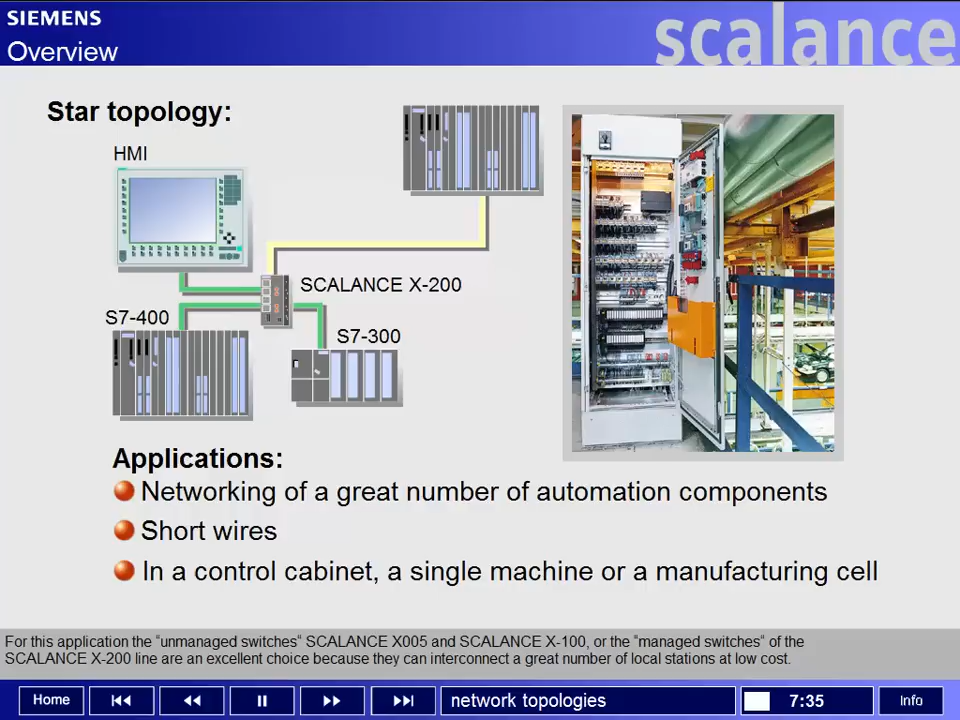 SIEMENS
Overview
scalance
Star topology:
HMI
SCALANCE X-200
S7-400
S7-300
Applications:
Networking of a great number of automation components
Short wires
In a control cabinet, a single machine or a manufacturing cell
For this application the "unmanaged switches" SCALANCE X005 and SCALANCE X-100, or the "managed switches" of the
SCALANCE X-200 line are an excellent choice because they can interconnect a great number of local stations at low cost.
Home
network topologies
7:35
Info